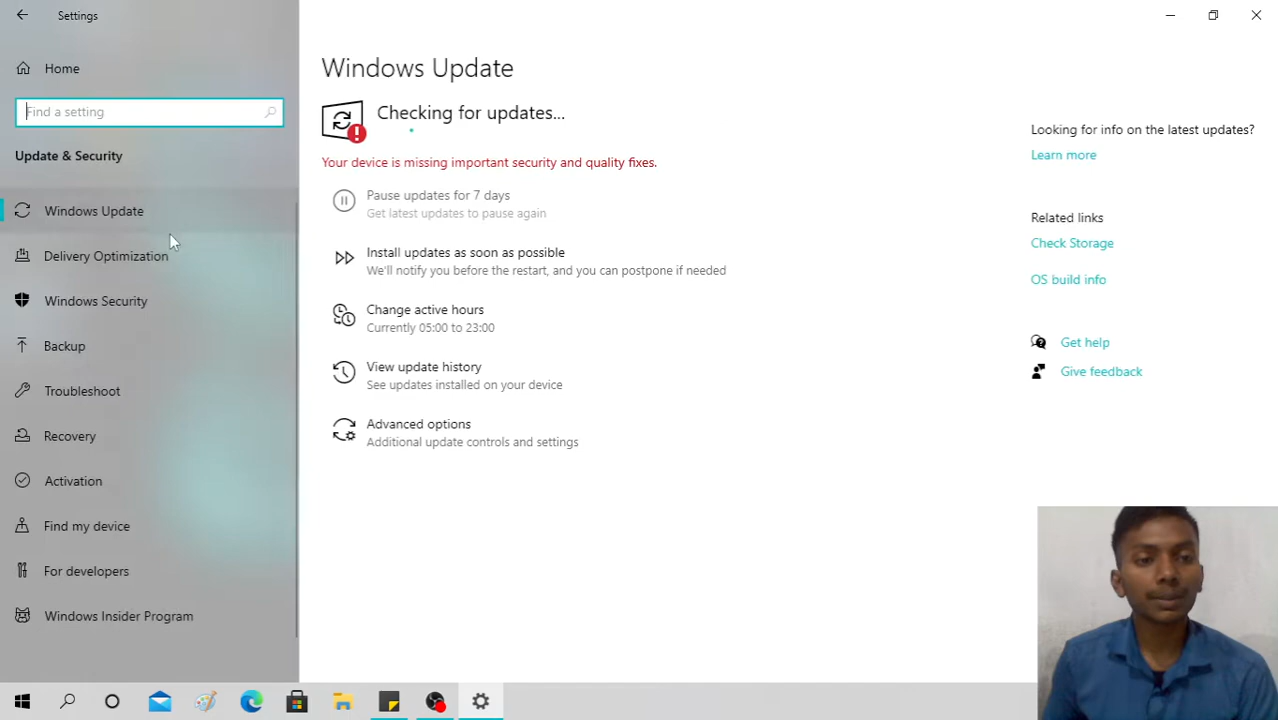 Settings
Home
Find a setting
Update & Security
Windows Update
Delivery Optimization
Windows Security
Backup
Troubleshoot
Recovery
Activation
Find my device
For developers
Windows Insider Program
Windows Update
Checking for updates...
Your device is missing important security and quality fixes.
Pause updates for 7 days
Get latest updates to pause again
Install updates as soon as possible
We'll notify you before the restart, and you can postpone if needed
Change active hours
Currently 05:00 to 23:00
View update history
See updates installed on your device
Advanced options
Additional update controls and settings
Looking for info on the latest updates?
Learn more
Related links
Check Storage
OS build info
Get help
Give feedback